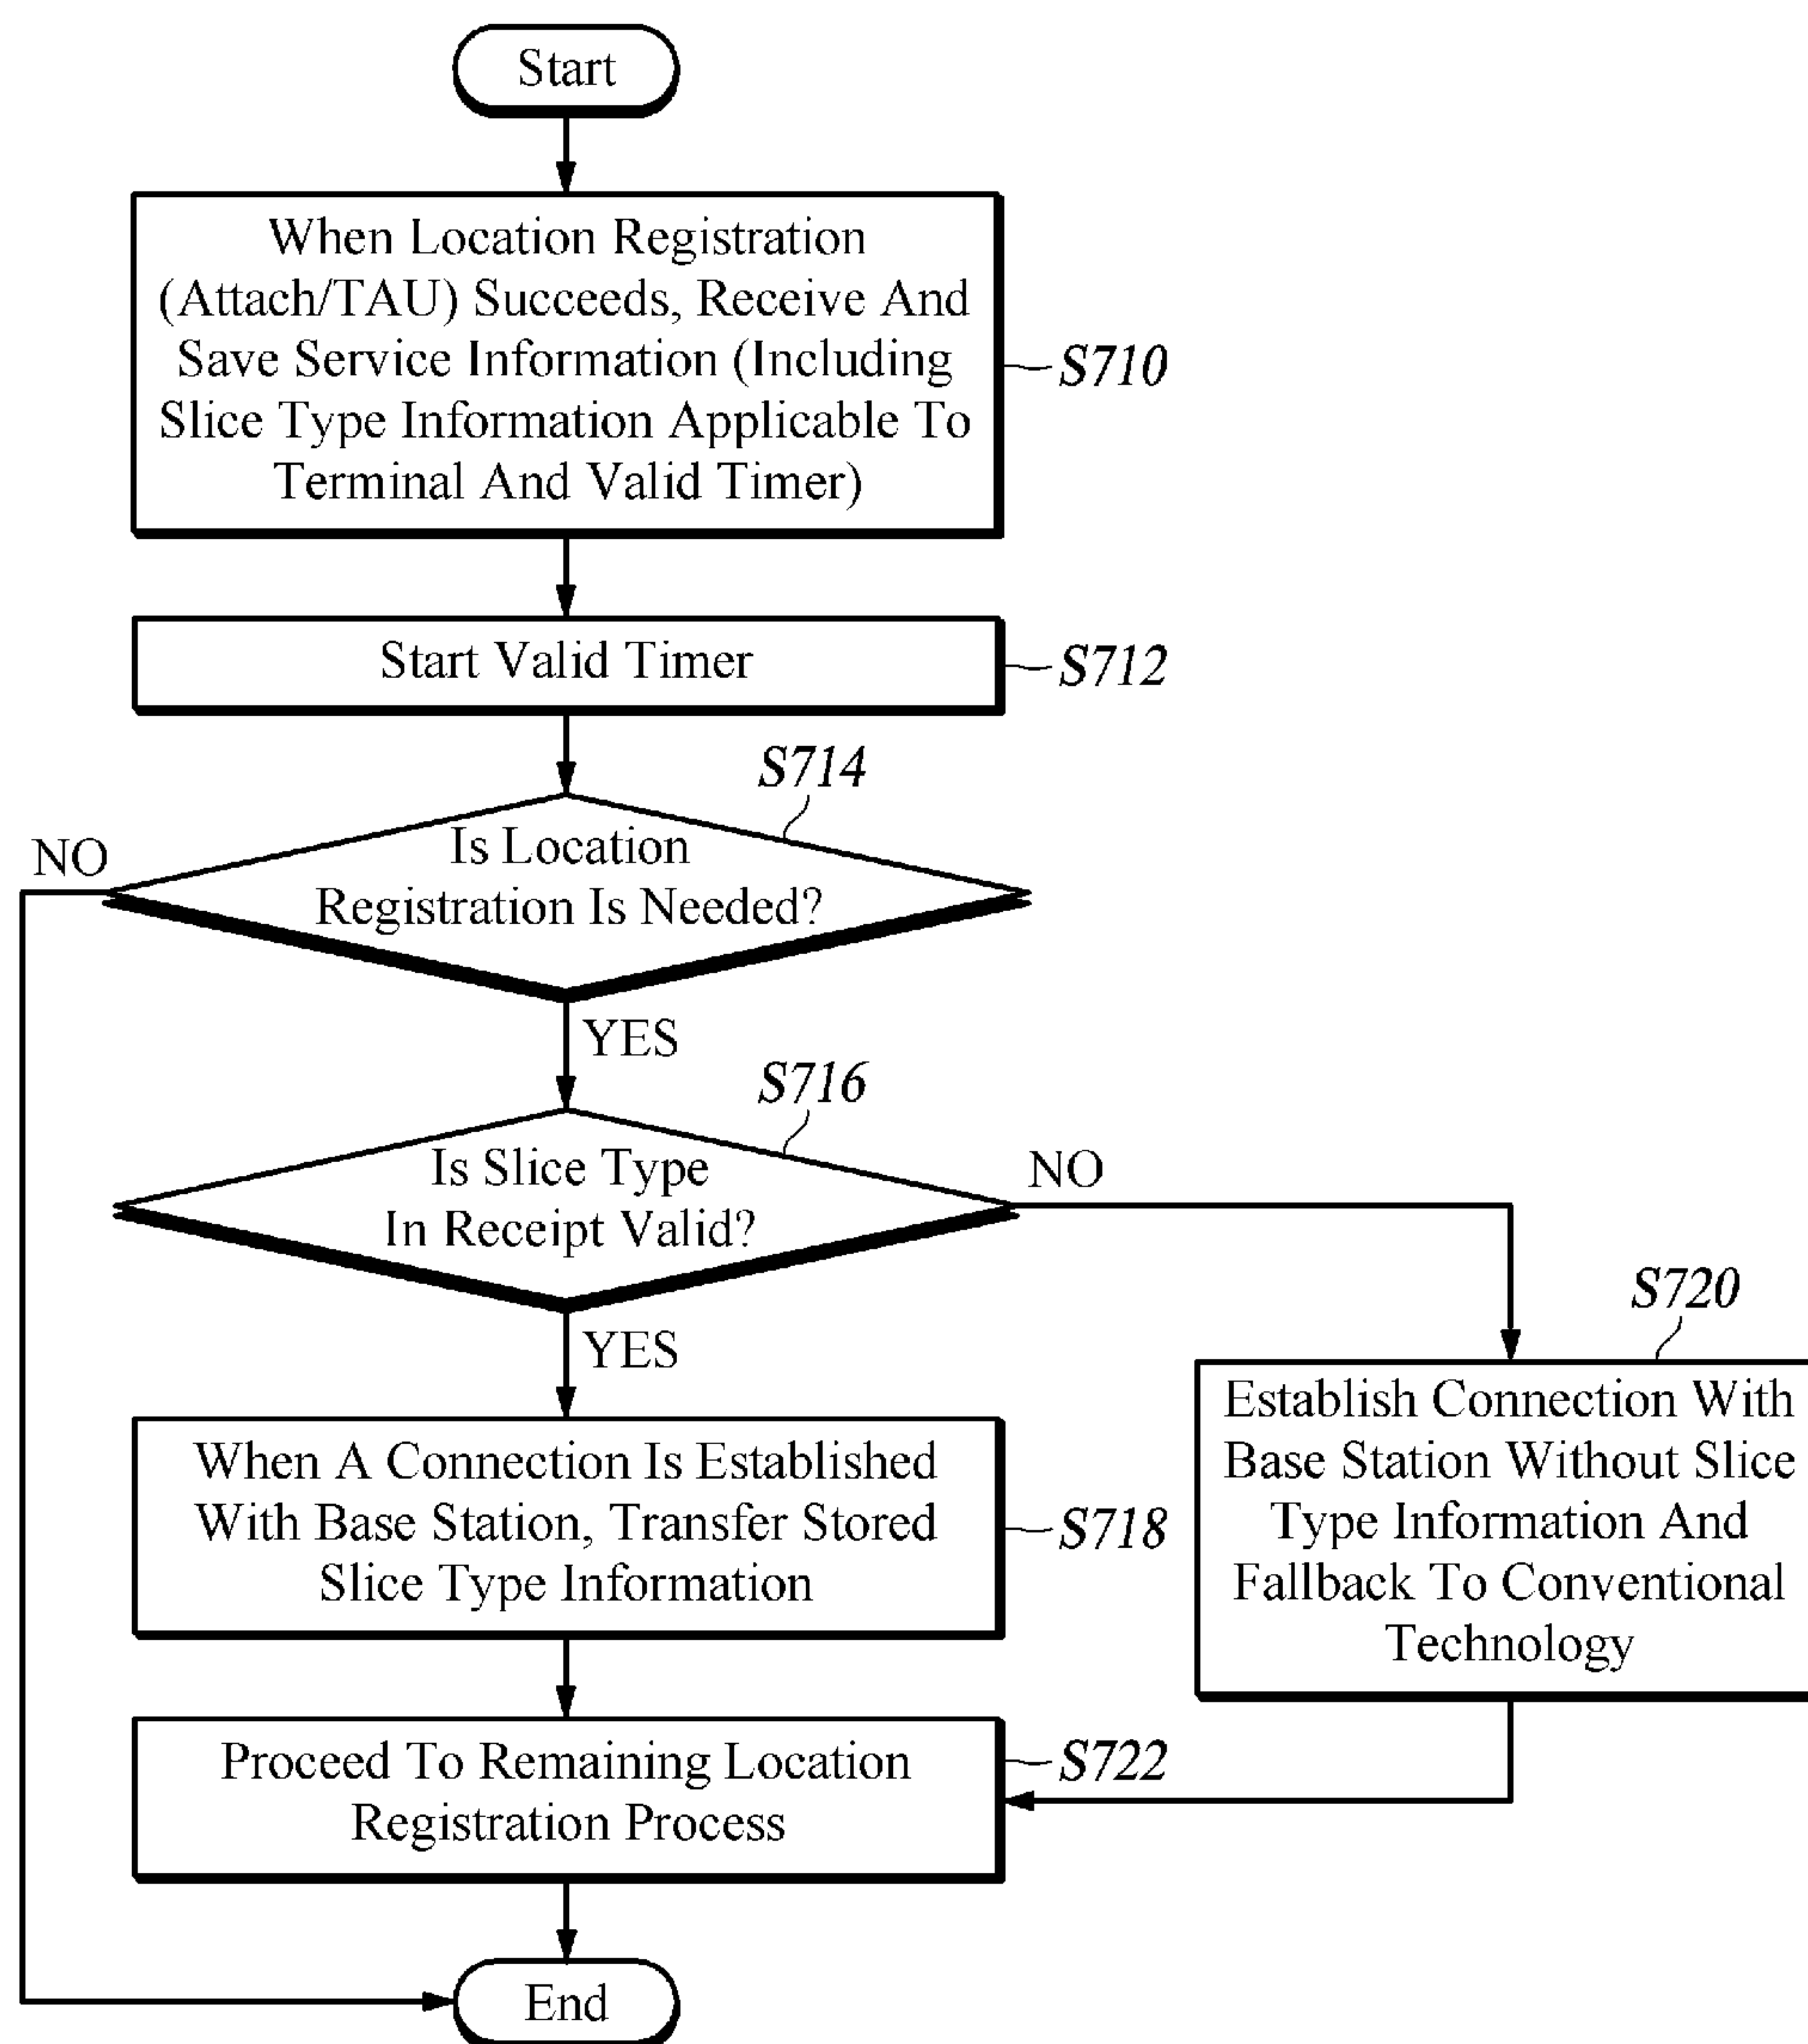 Start
When Location Registration
(Attach/TAU) Succeeds, Receive And
Save Service Information (Including
Slice Type Information Applicable To
Terminal And Valid Timer)
S710
Start Valid Timer
S712
S714
Is Location
Registration Is Needed?
NO
YES
S716
Is Slice Type
In Receipt Valid?
NO
YES
S720
Establish Connection With
Base Station Without Slice
Type Information And
Fallback To Conventional
Technology
When A Connection Is Established
With Base Station, Transfer Stored
Slice Type Information
S718
Proceed To Remaining Location
Registration Process
S722
End